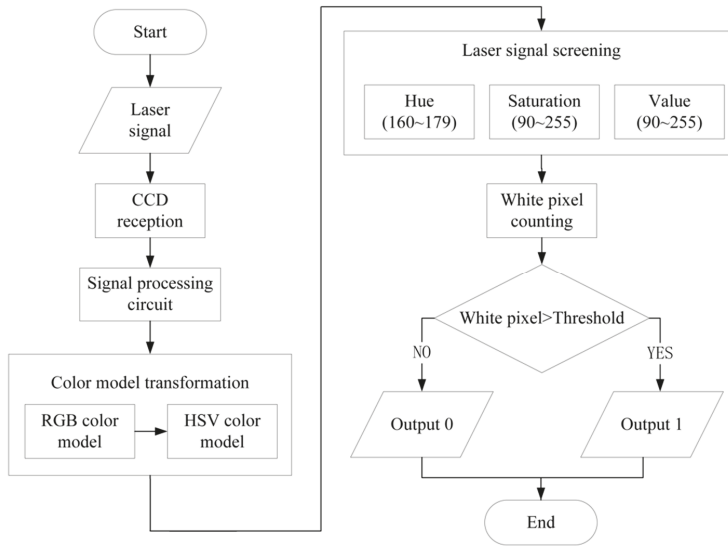 Start
Laser
signal
CCD
reception
Signal processing
circuit
Color model transformation
RGB color
model
HSV color
model
Laser signal screening
Hue
(160~179)
Saturation
(90~255)
Value
(90~255)
White pixel
counting
White pixel>Threshold
NO
YES
Output 0
Output 1
End